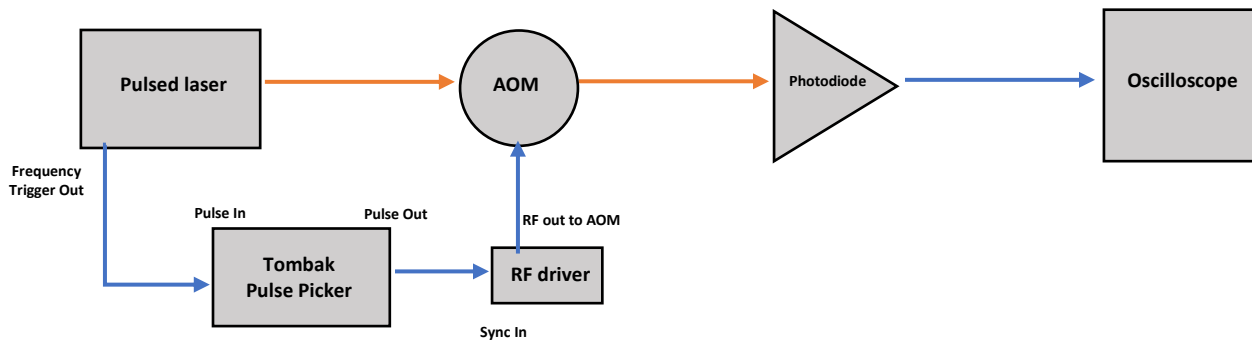 Pulsed laser
AOM
Photodiode
Oscilloscope
Frequency
Trigger Out
Pulse In
Pulse Out
RF out to AOM
Tombak
Pulse Picker
RF driver
Sync In